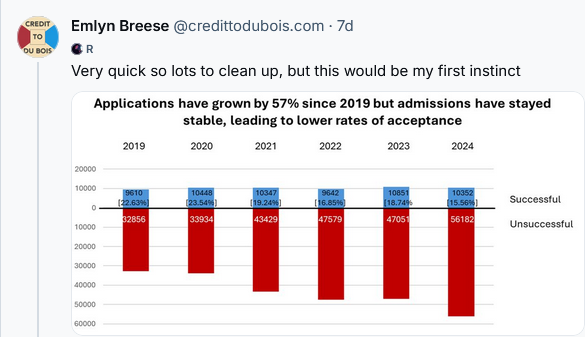 CREDIT
TO
DU BOIS
Emlyn Breese @credittodubois.com · 7d
R
Very quick so lots to clean up, but this would be my first instinct
Applications have grown by 57% since 2019 but admissions have stayed
stable, leading to lower rates of acceptance
2019 2020 2021 2022 2023 2024
20000
10000
0
10000
20000
30000
40000
50000
60000
9610 10448 10347 9642 10851 10352
[22.63%] [23.54%] [19.24%] [16.85%] [18.74% [15.56%]
32856 33934 43429 47579 47051 56182
Successful
Unsuccessful